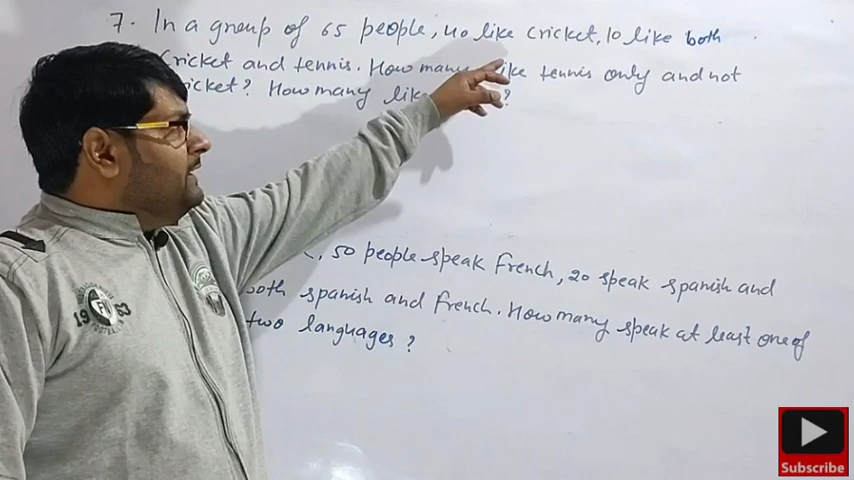 7. In a group of 65 people, 40 like cricket, 10 like both
Cricket and tennis. How many like tennis only and not
cricket? How many like ?
, 50 people speak French, 20 speak spanish and
both spanish and French. How many speak at least one of
two languages?
1963
Subscribe